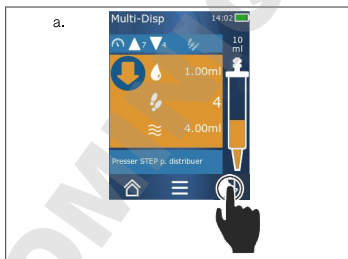 a.
Multi-Disp 14:02
7 4 10 ml
1.00ml
4
4.00ml
Presser STEP p. distribuer